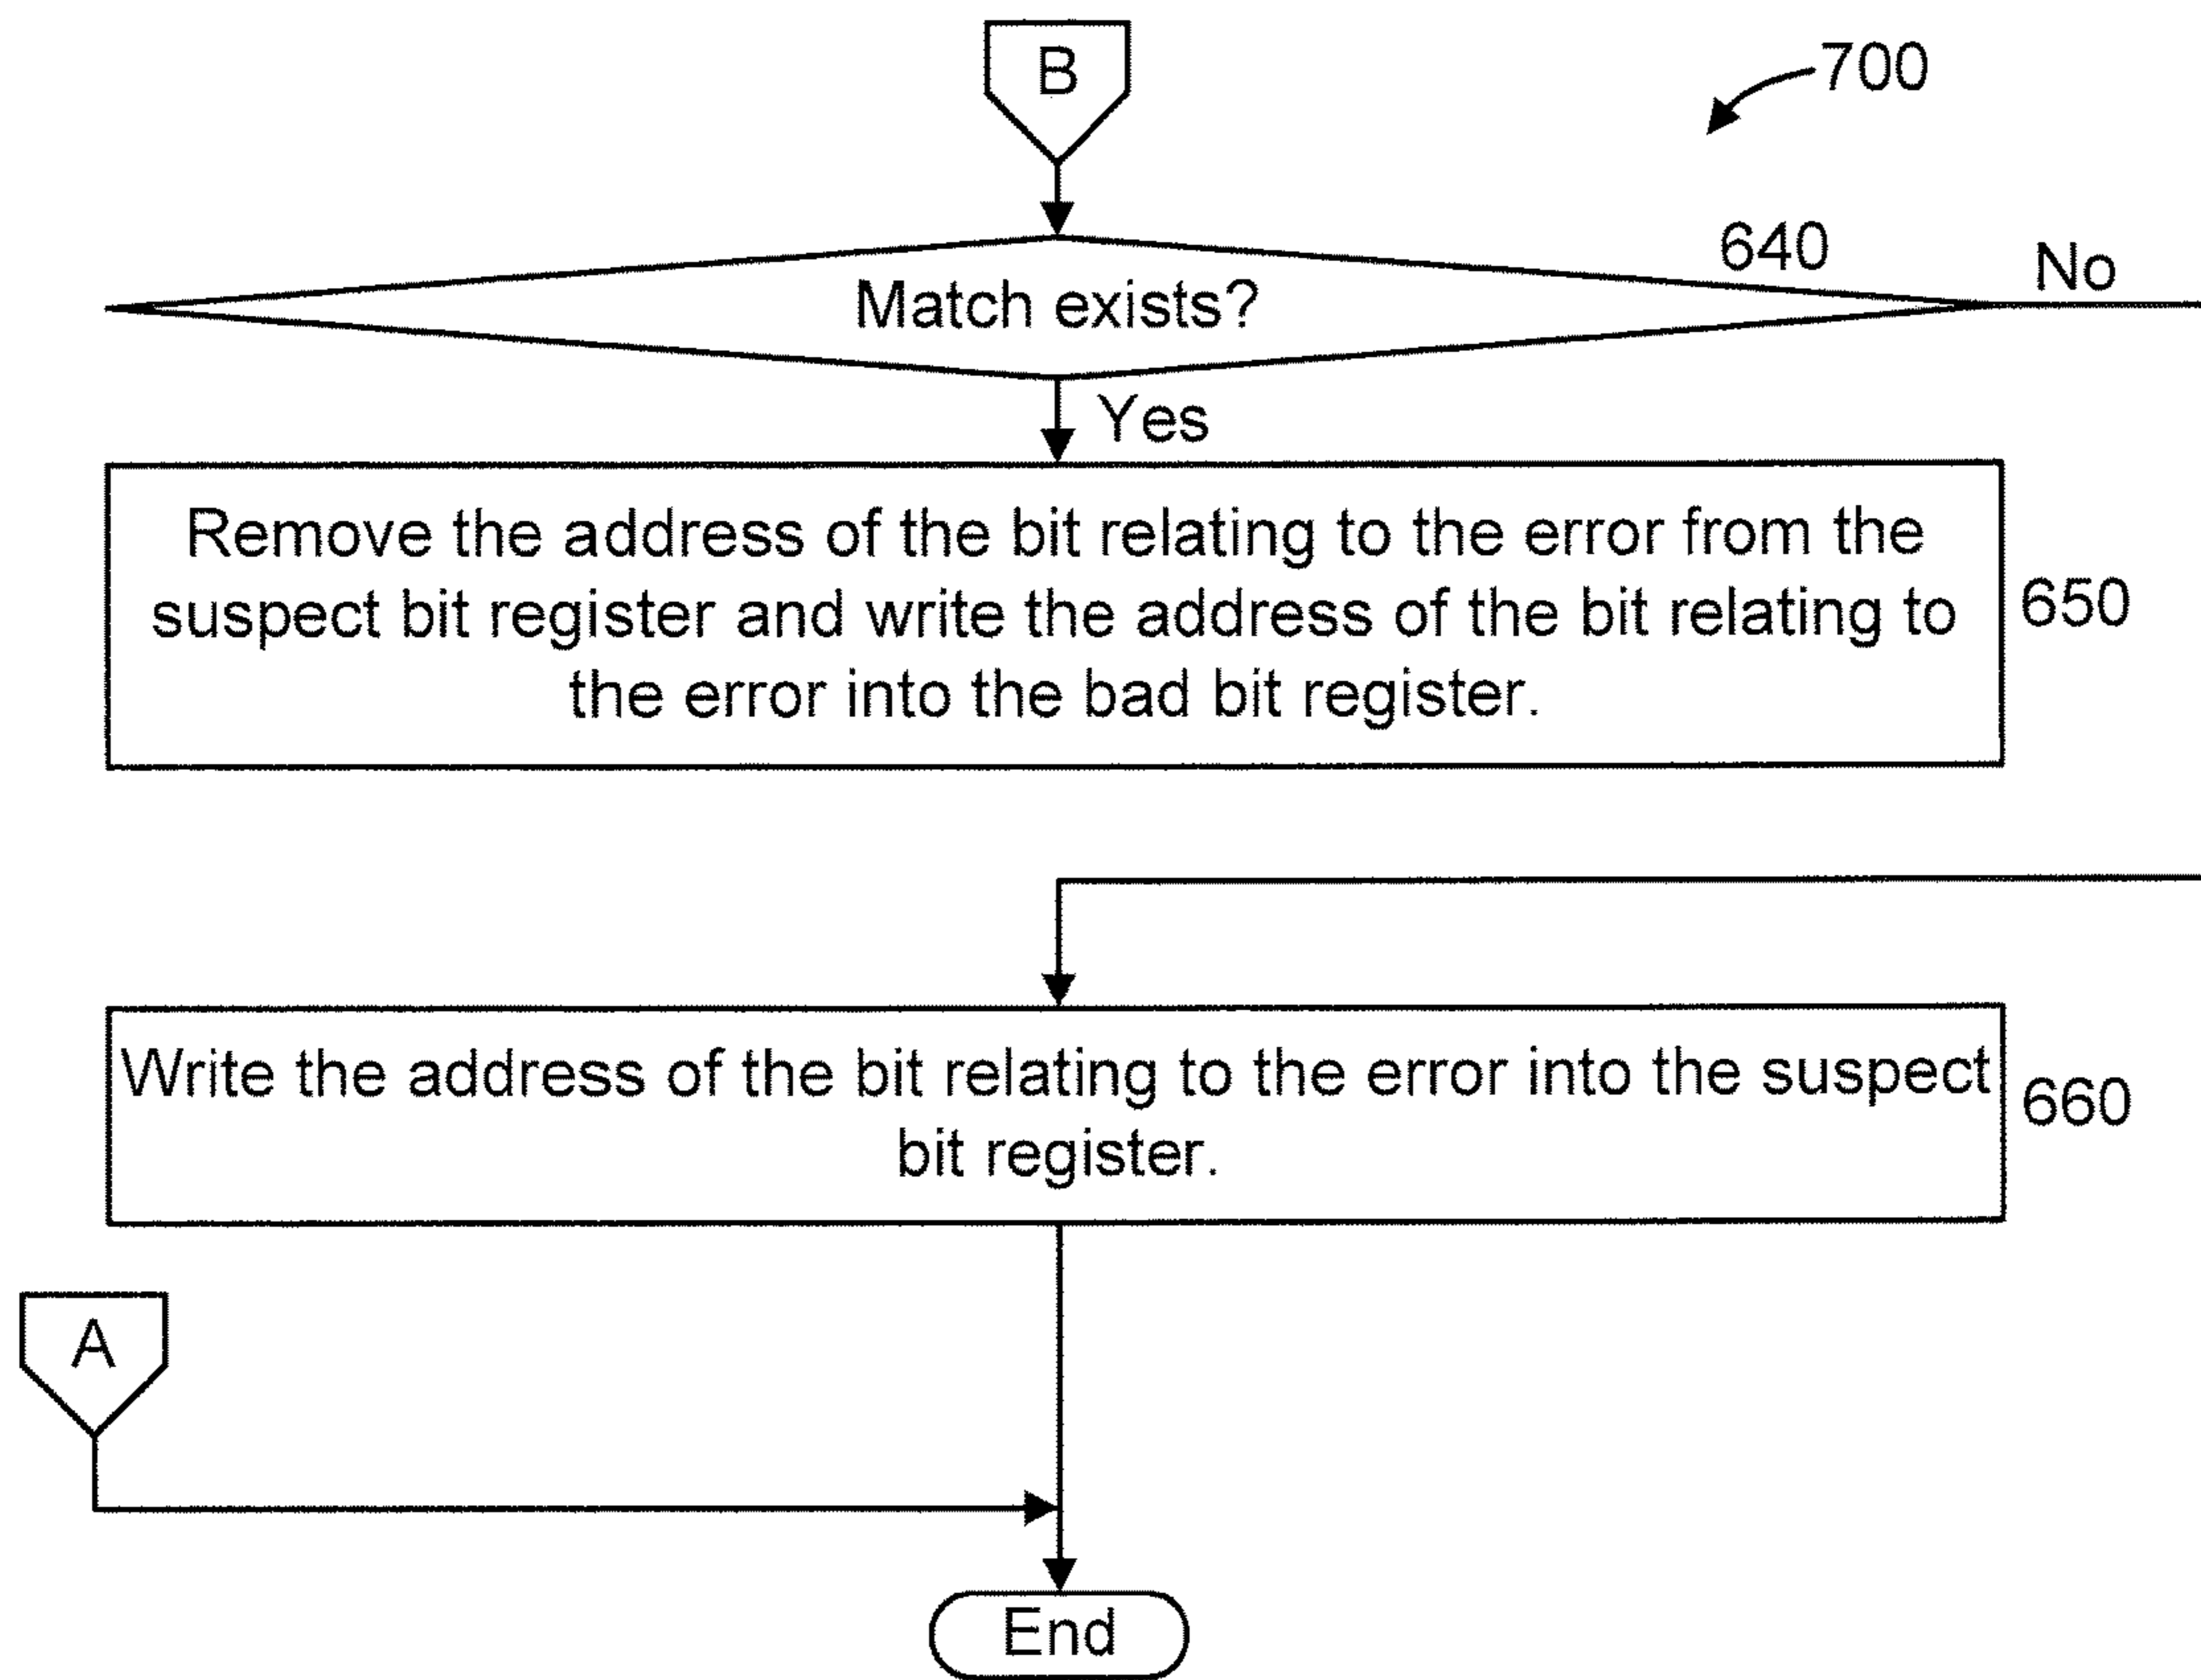 B
700
640
No
Match exists?
Yes
Remove the address of the bit relating to the error from the
suspect bit register and write the address of the bit relating to
the error into the bad bit register.
650
Write the address of the bit relating to the error into the suspect
bit register.
660
A
End